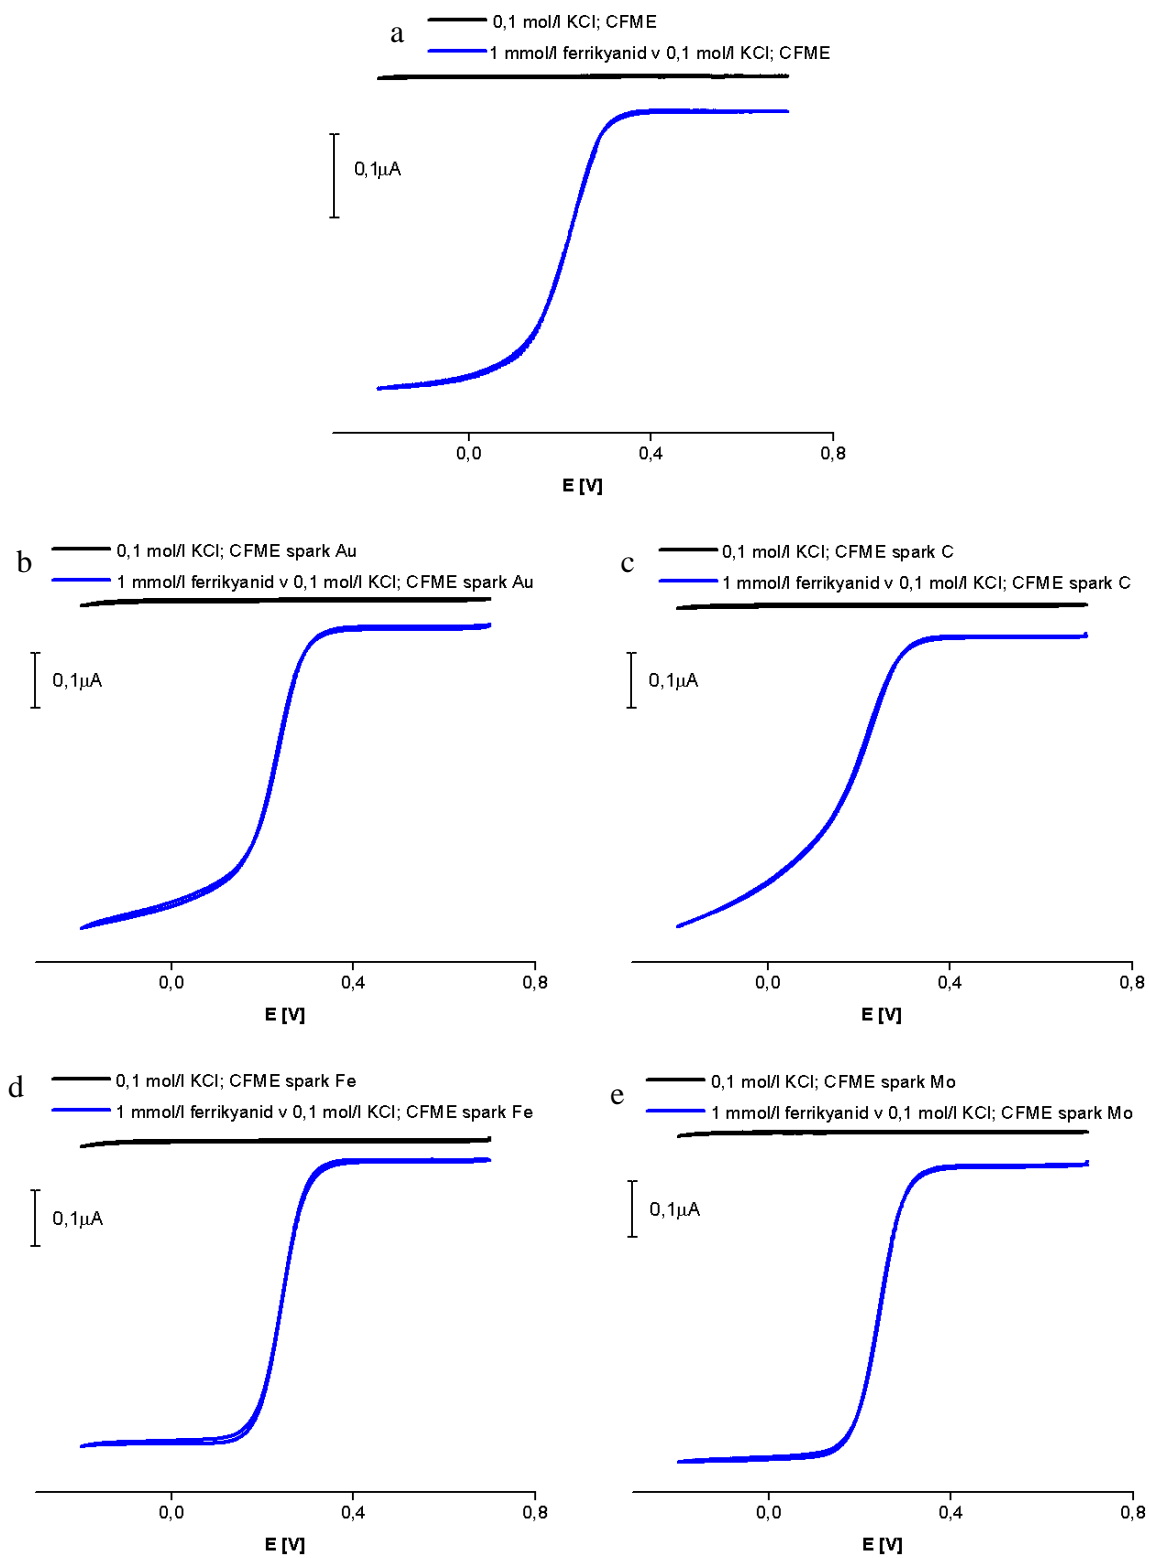 a
0,1 mol/l KCl; CFME
1 mmol/l ferrikyanid v 0,1 mol/l KCl; CFME
0,1µA
0,0 0,4 0,8
E [V]
b
0,1 mol/l KCl; CFME spark Au
1 mmol/l ferrikyanid v 0,1 mol/l KCl; CFME spark Au
0,1µA
0,0 0,4 0,8
E [V]
c
0,1 mol/l KCl; CFME spark C
1 mmol/l ferrikyanid v 0,1 mol/l KCl; CFME spark C
0,1µA
0,0 0,4 0,8
E [V]
d
0,1 mol/l KCl; CFME spark Fe
1 mmol/l ferrikyanid v 0,1 mol/l KCl; CFME spark Fe
0,1µA
0,0 0,4 0,8
E [V]
e
0,1 mol/l KCl; CFME spark Mo
1 mmol/l ferrikyanid v 0,1 mol/l KCl; CFME spark Mo
0,1µA
0,0 0,4 0,8
E [V]